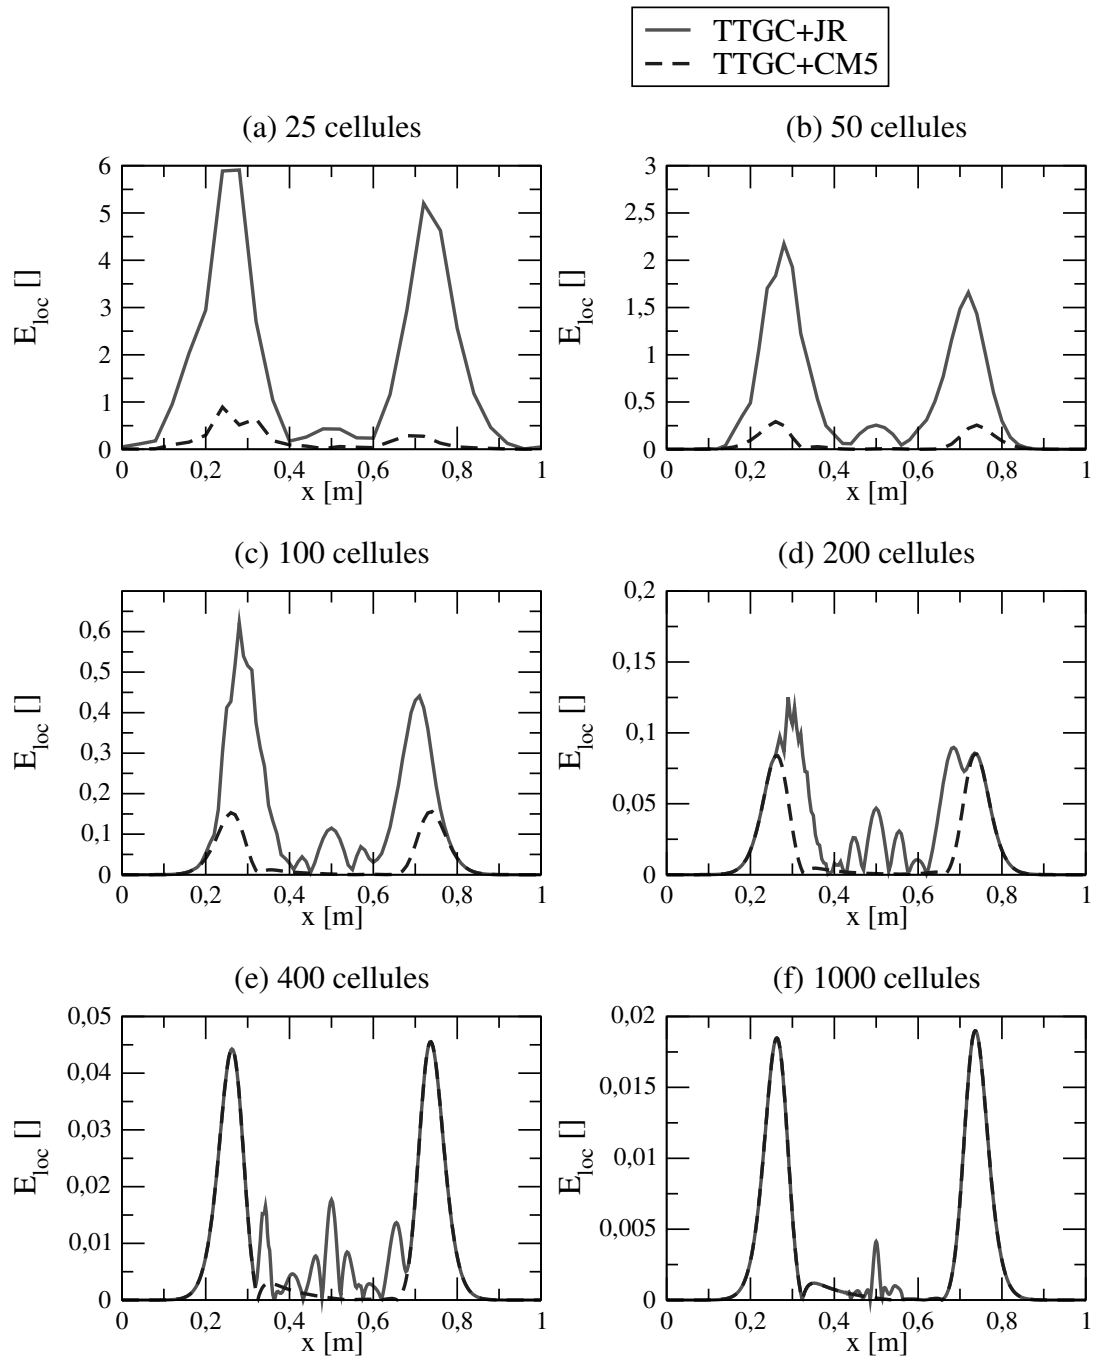 TTGC+JR
TTGC+CM5
(a) 25 cellules
6
5
4
3
2
1
0
E_loc []
0 0,2 0,4 0,6 0,8 1
x [m]
(b) 50 cellules
3
2,5
2
1,5
1
0,5
0
E_loc []
0 0,2 0,4 0,6 0,8 1
x [m]
(c) 100 cellules
0,6
0,5
0,4
0,3
0,2
0,1
0
E_loc []
0 0,2 0,4 0,6 0,8 1
x [m]
(d) 200 cellules
0,2
0,15
0,1
0,05
0
E_loc []
0 0,2 0,4 0,6 0,8 1
x [m]
(e) 400 cellules
0,05
0,04
0,03
0,02
0,01
0
E_loc []
0 0,2 0,4 0,6 0,8 1
x [m]
(f) 1000 cellules
0,02
0,015
0,01
0,005
0
E_loc []
0 0,2 0,4 0,6 0,8 1
x [m]